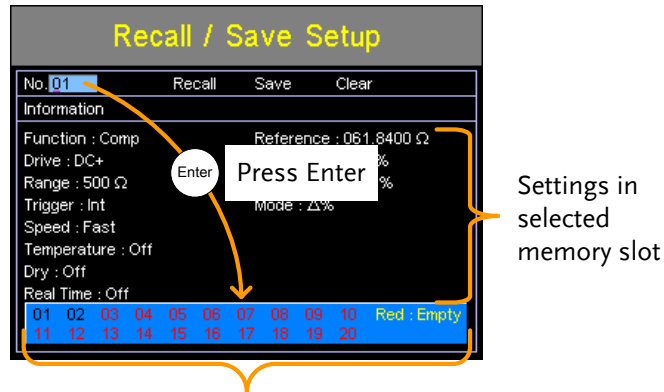 Recall / Save Setup
No. 01 Recall Save Clear
Information
Function : Comp Reference : 061.8400 Ω
Drive : DC+ %
Range : 500 Ω %
Trigger : Int Mode : Δ%
Speed : Fast
Temperature : Off
Dry : Off
Real Time : Off
Enter
Press Enter
01 02 03 04 05 06 07 08 09 10 Red : Empty
11 12 13 14 15 16 17 18 19 20
Settings in
selected
memory slot